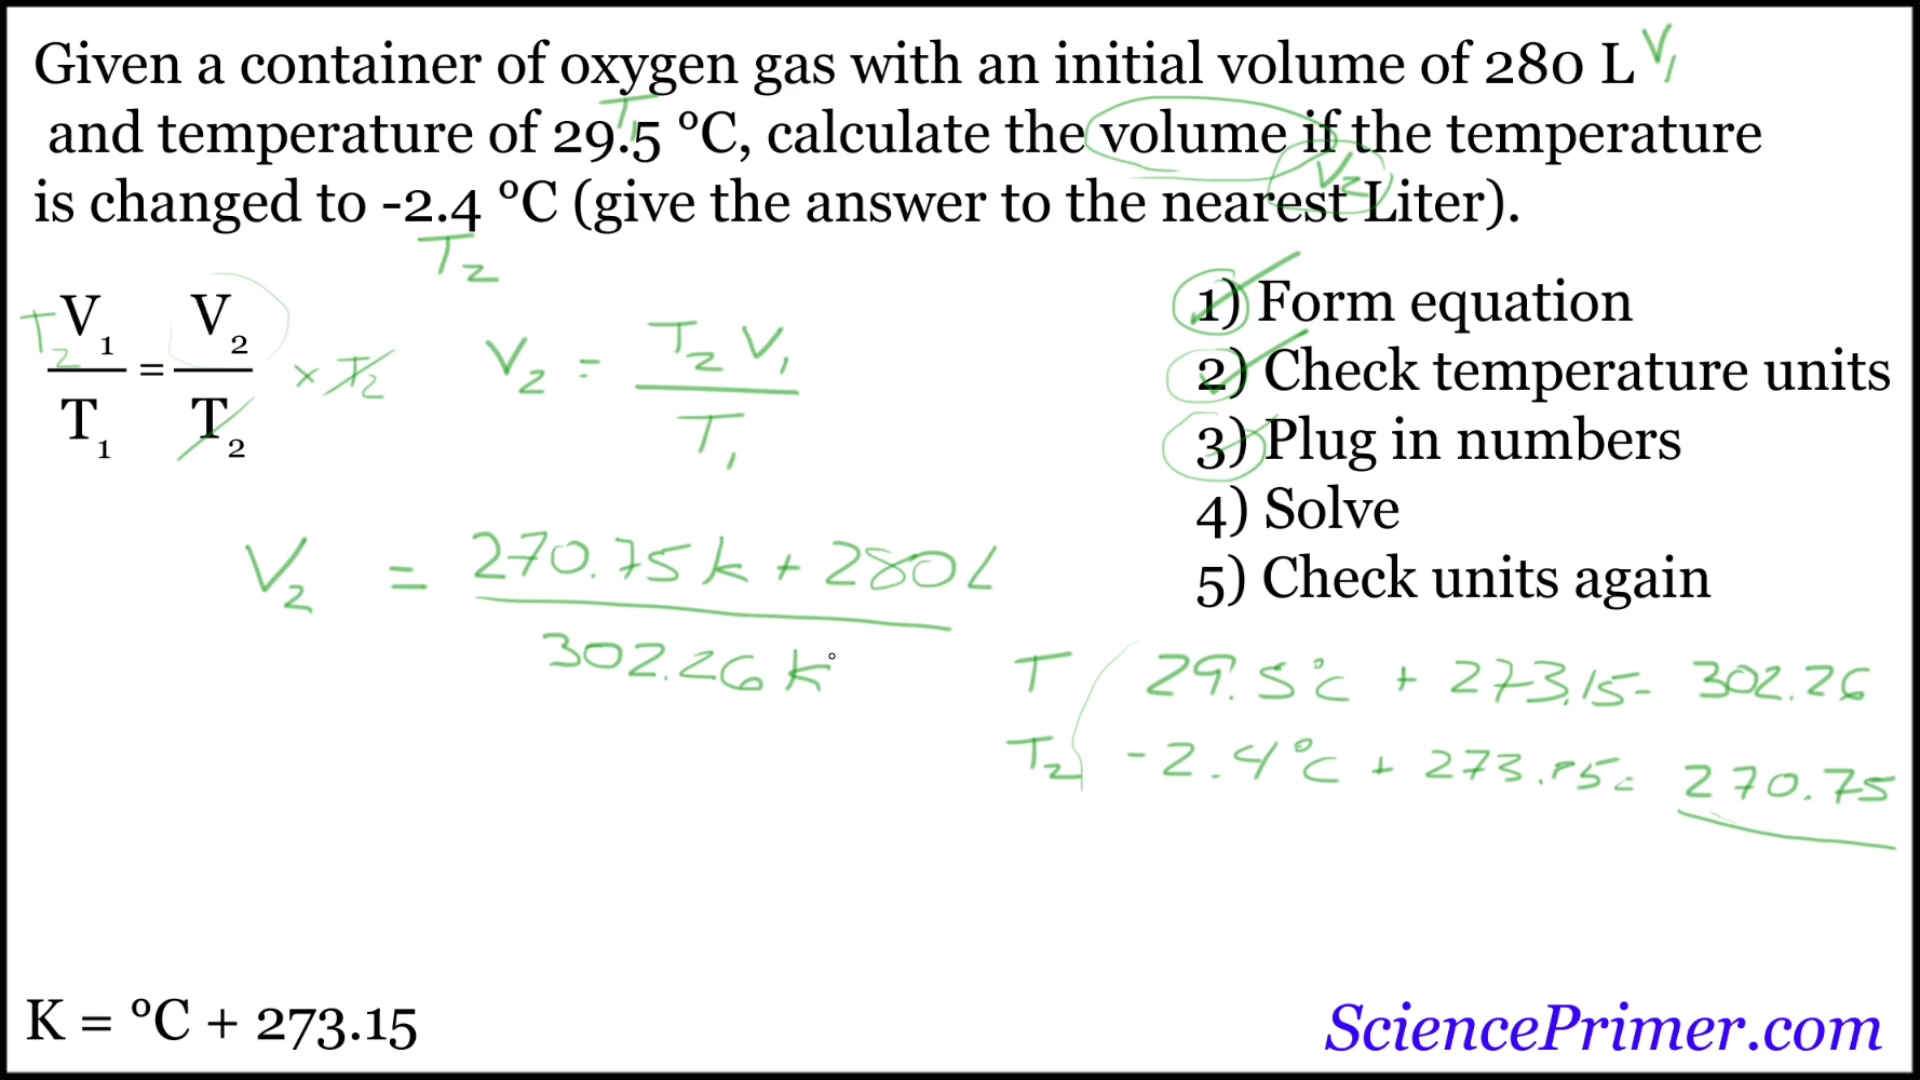 Given a container of oxygen gas with an initial volume of 280 L V₁
T₁
and temperature of 29.5 °C, calculate the volume if the temperature
V₂
is changed to -2.4 °C (give the answer to the nearest Liter).
T₂
T₂ V₁ / T₁ = V₂ / T₂ × T₂
V₂ = T₂ V₁ / T₁
1) Form equation
2) Check temperature units
3) Plug in numbers
4) Solve
5) Check units again
V₂ = 270.75 k + 280 L / 302.26 k
T 29.5°C + 273.15 = 302.26
T₂ -2.4°C + 273.15 = 270.75
K = °C + 273.15
SciencePrimer.com